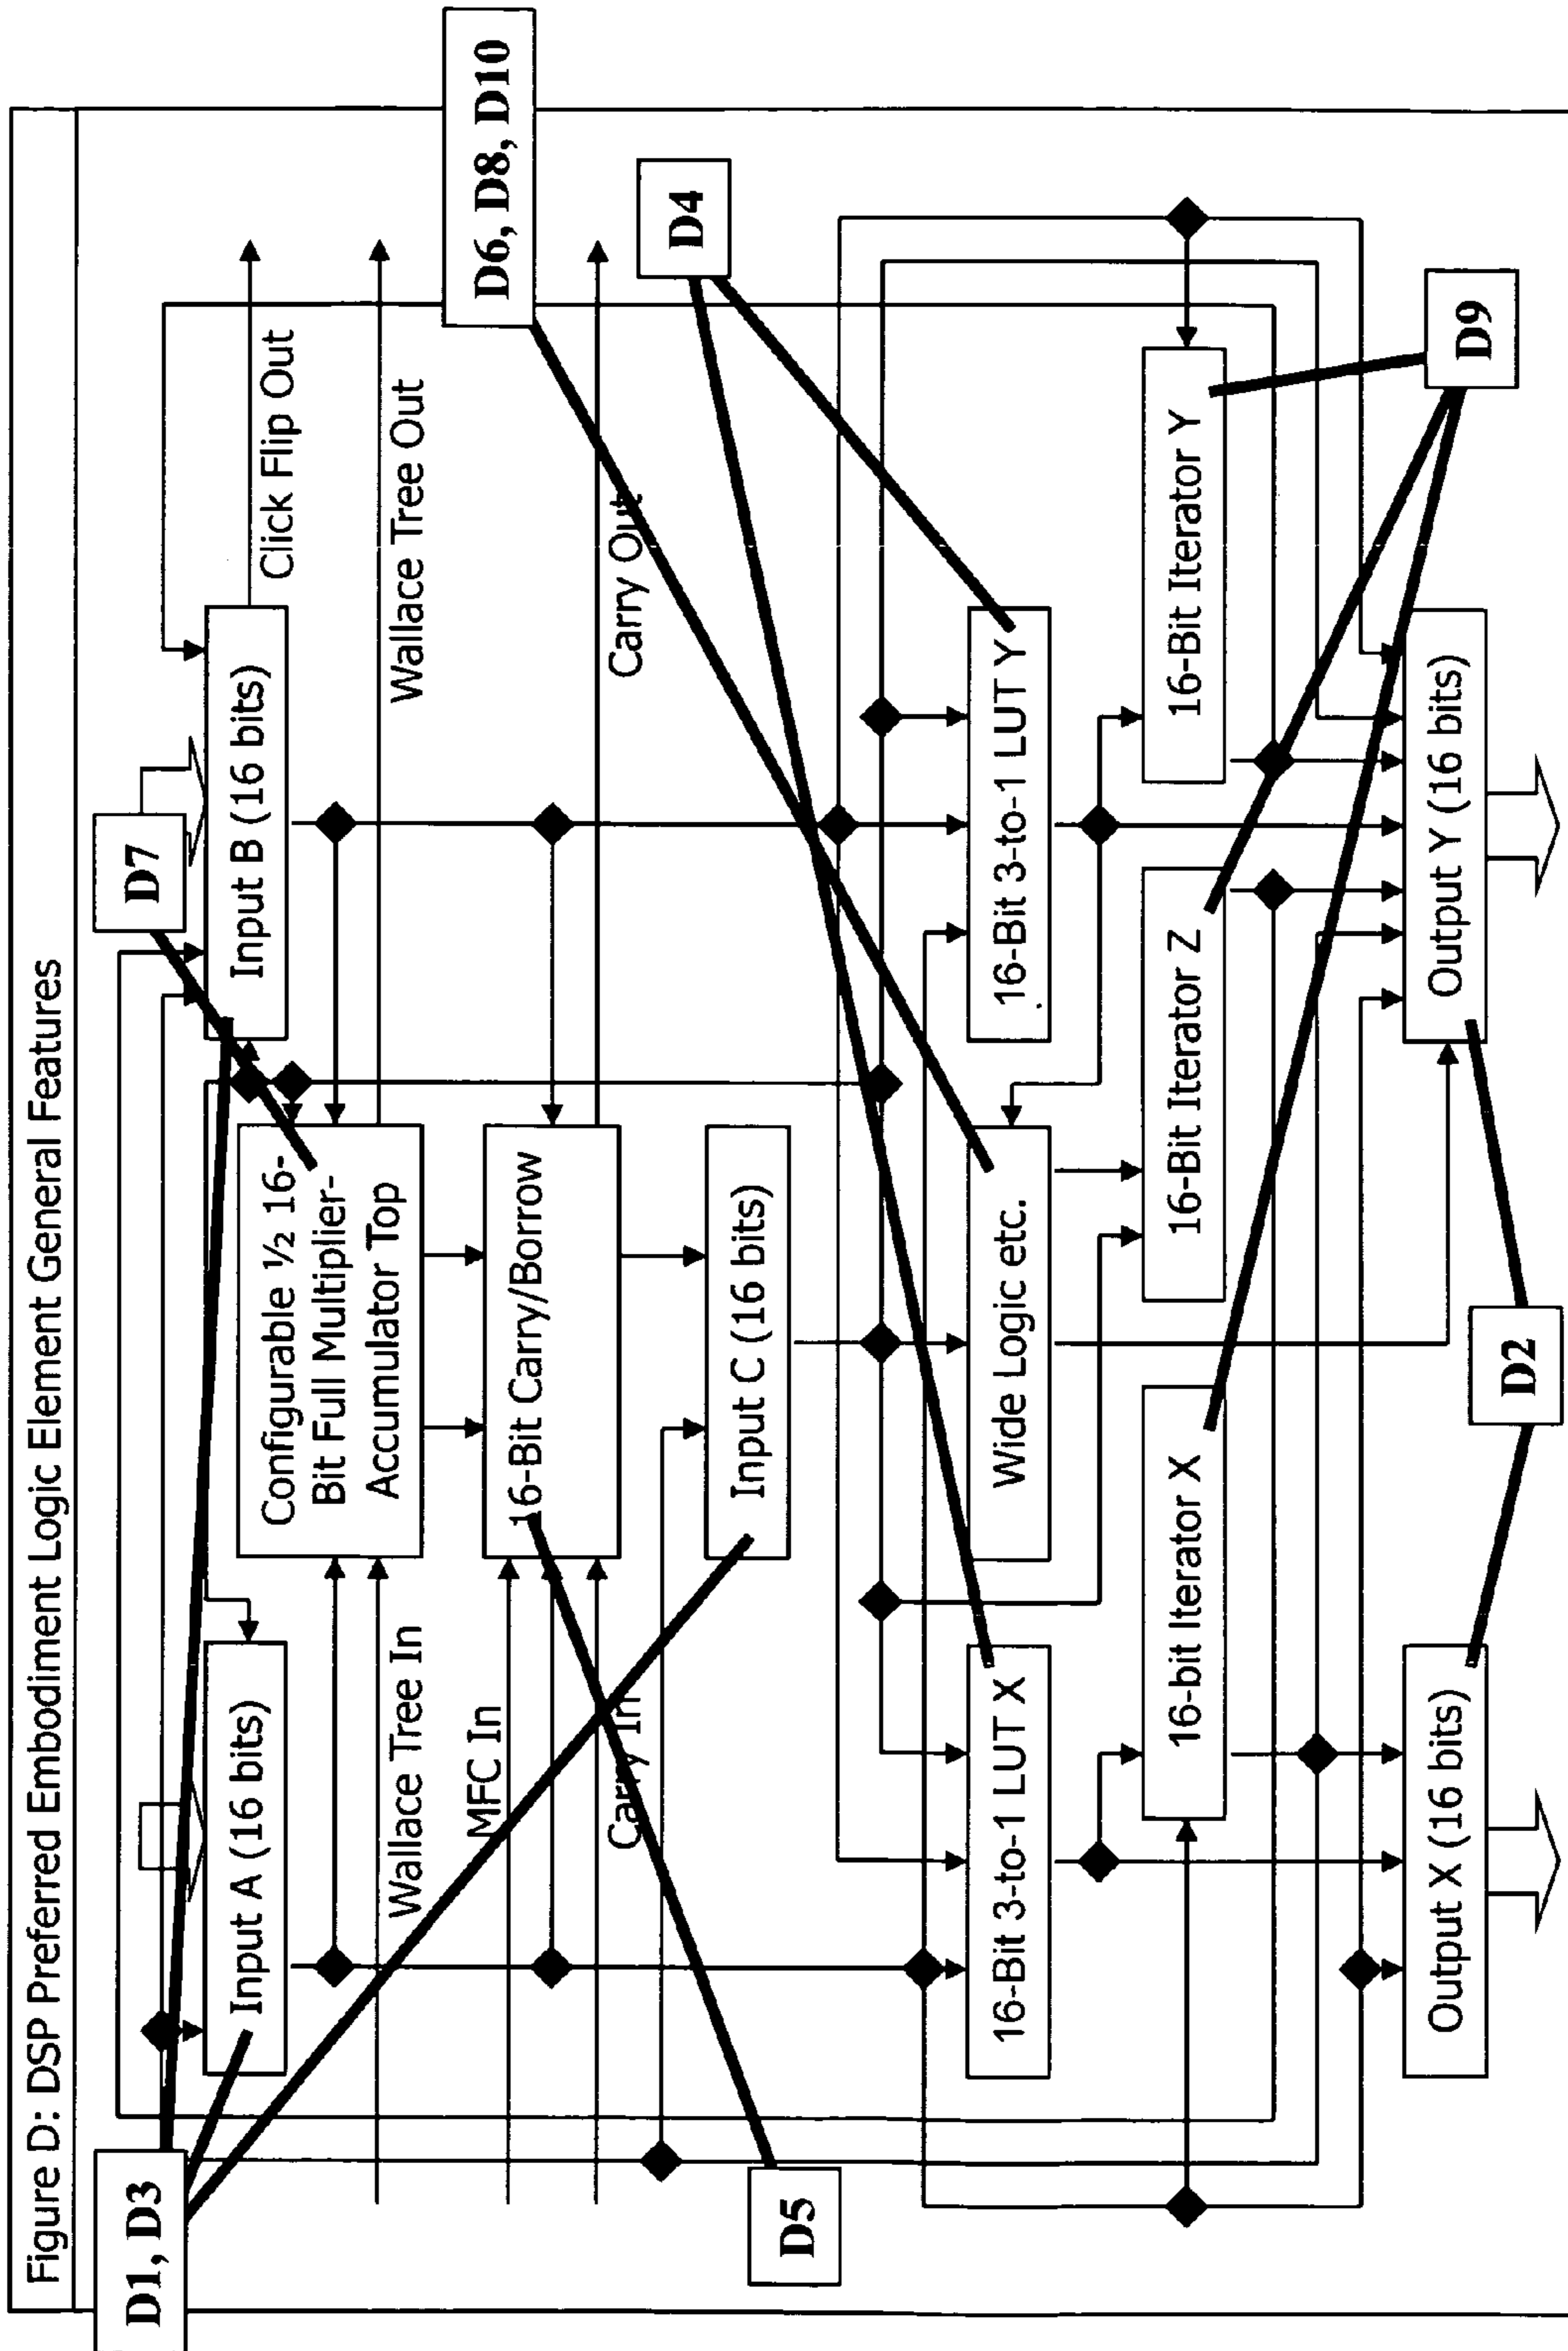 Figure D: DSP Preferred Embodiment Logic Element General Features
D1, D3
D7
Input A (16 bits)
Input B (16 bits)
Click Flip Out
Configurable ½ 16-
Bit Full Multiplier-
Accumulator Top
Wallace Tree In
Wallace Tree Out
MFC In
16-Bit Carry/Borrow
D6, D8, D10
Carry In
Carry Out
Input C (16 bits)
D4
D5
16-Bit 3-to-1 LUT X
Wide Logic etc.
16-Bit 3-to-1 LUT Y
16-bit Iterator X
16-Bit Iterator Z
16-Bit Iterator Y
Output X (16 bits)
Output Y (16 bits)
D9
D2